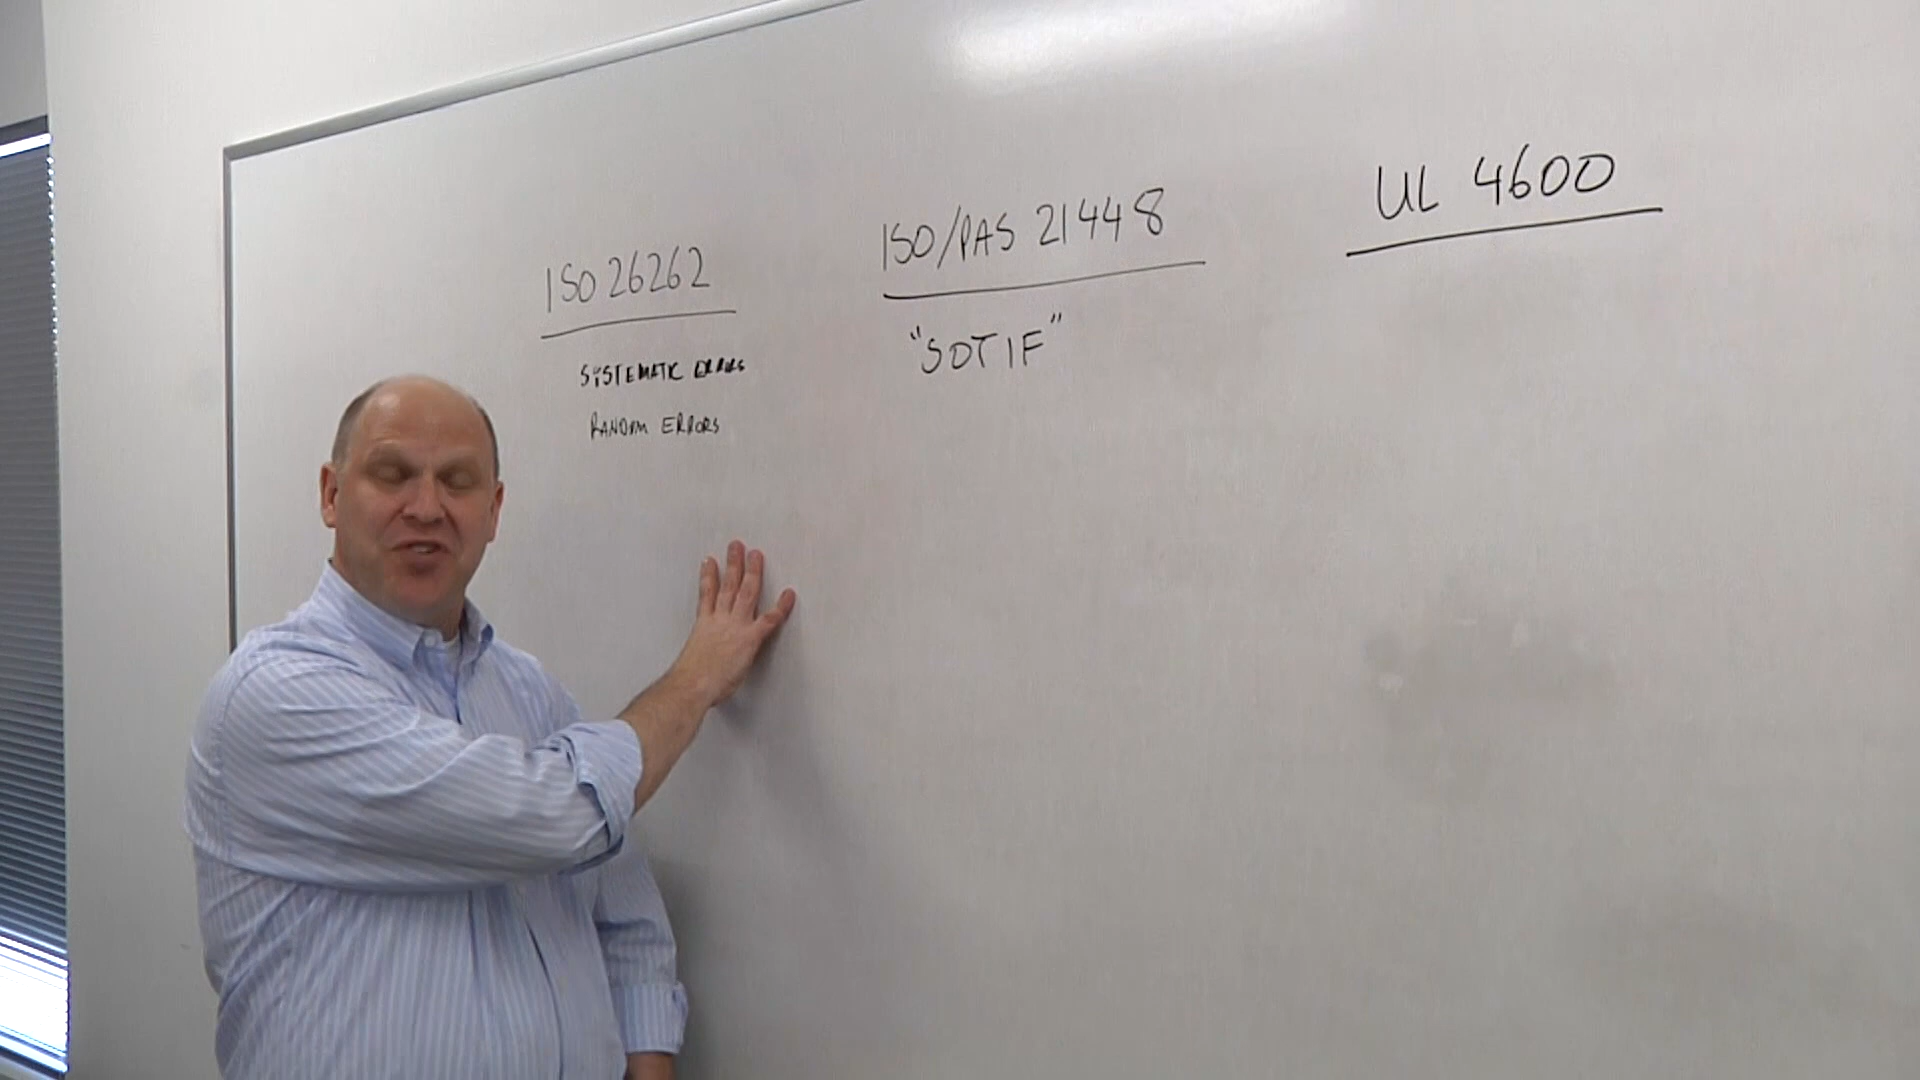 ISO 26262
SYSTEMATIC ERRORS
RANDOM ERRORS
ISO/PAS 21448
"SOTIF"
UL 4600